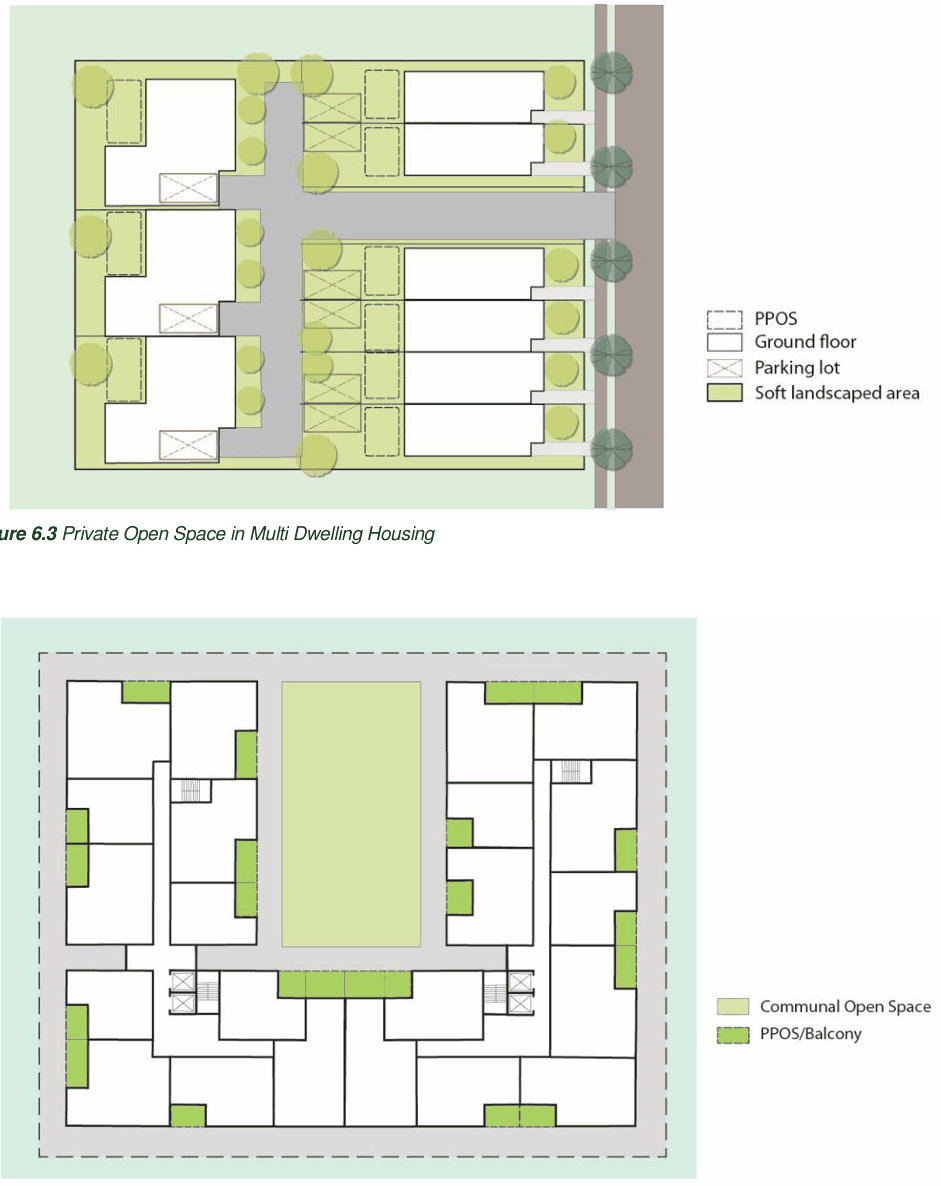 PPOS
Ground floor
Parking lot
Soft landscaped area
ure 6.3 Private Open Space in Multi Dwelling Housing
Communal Open Space
PPOS/Balcony